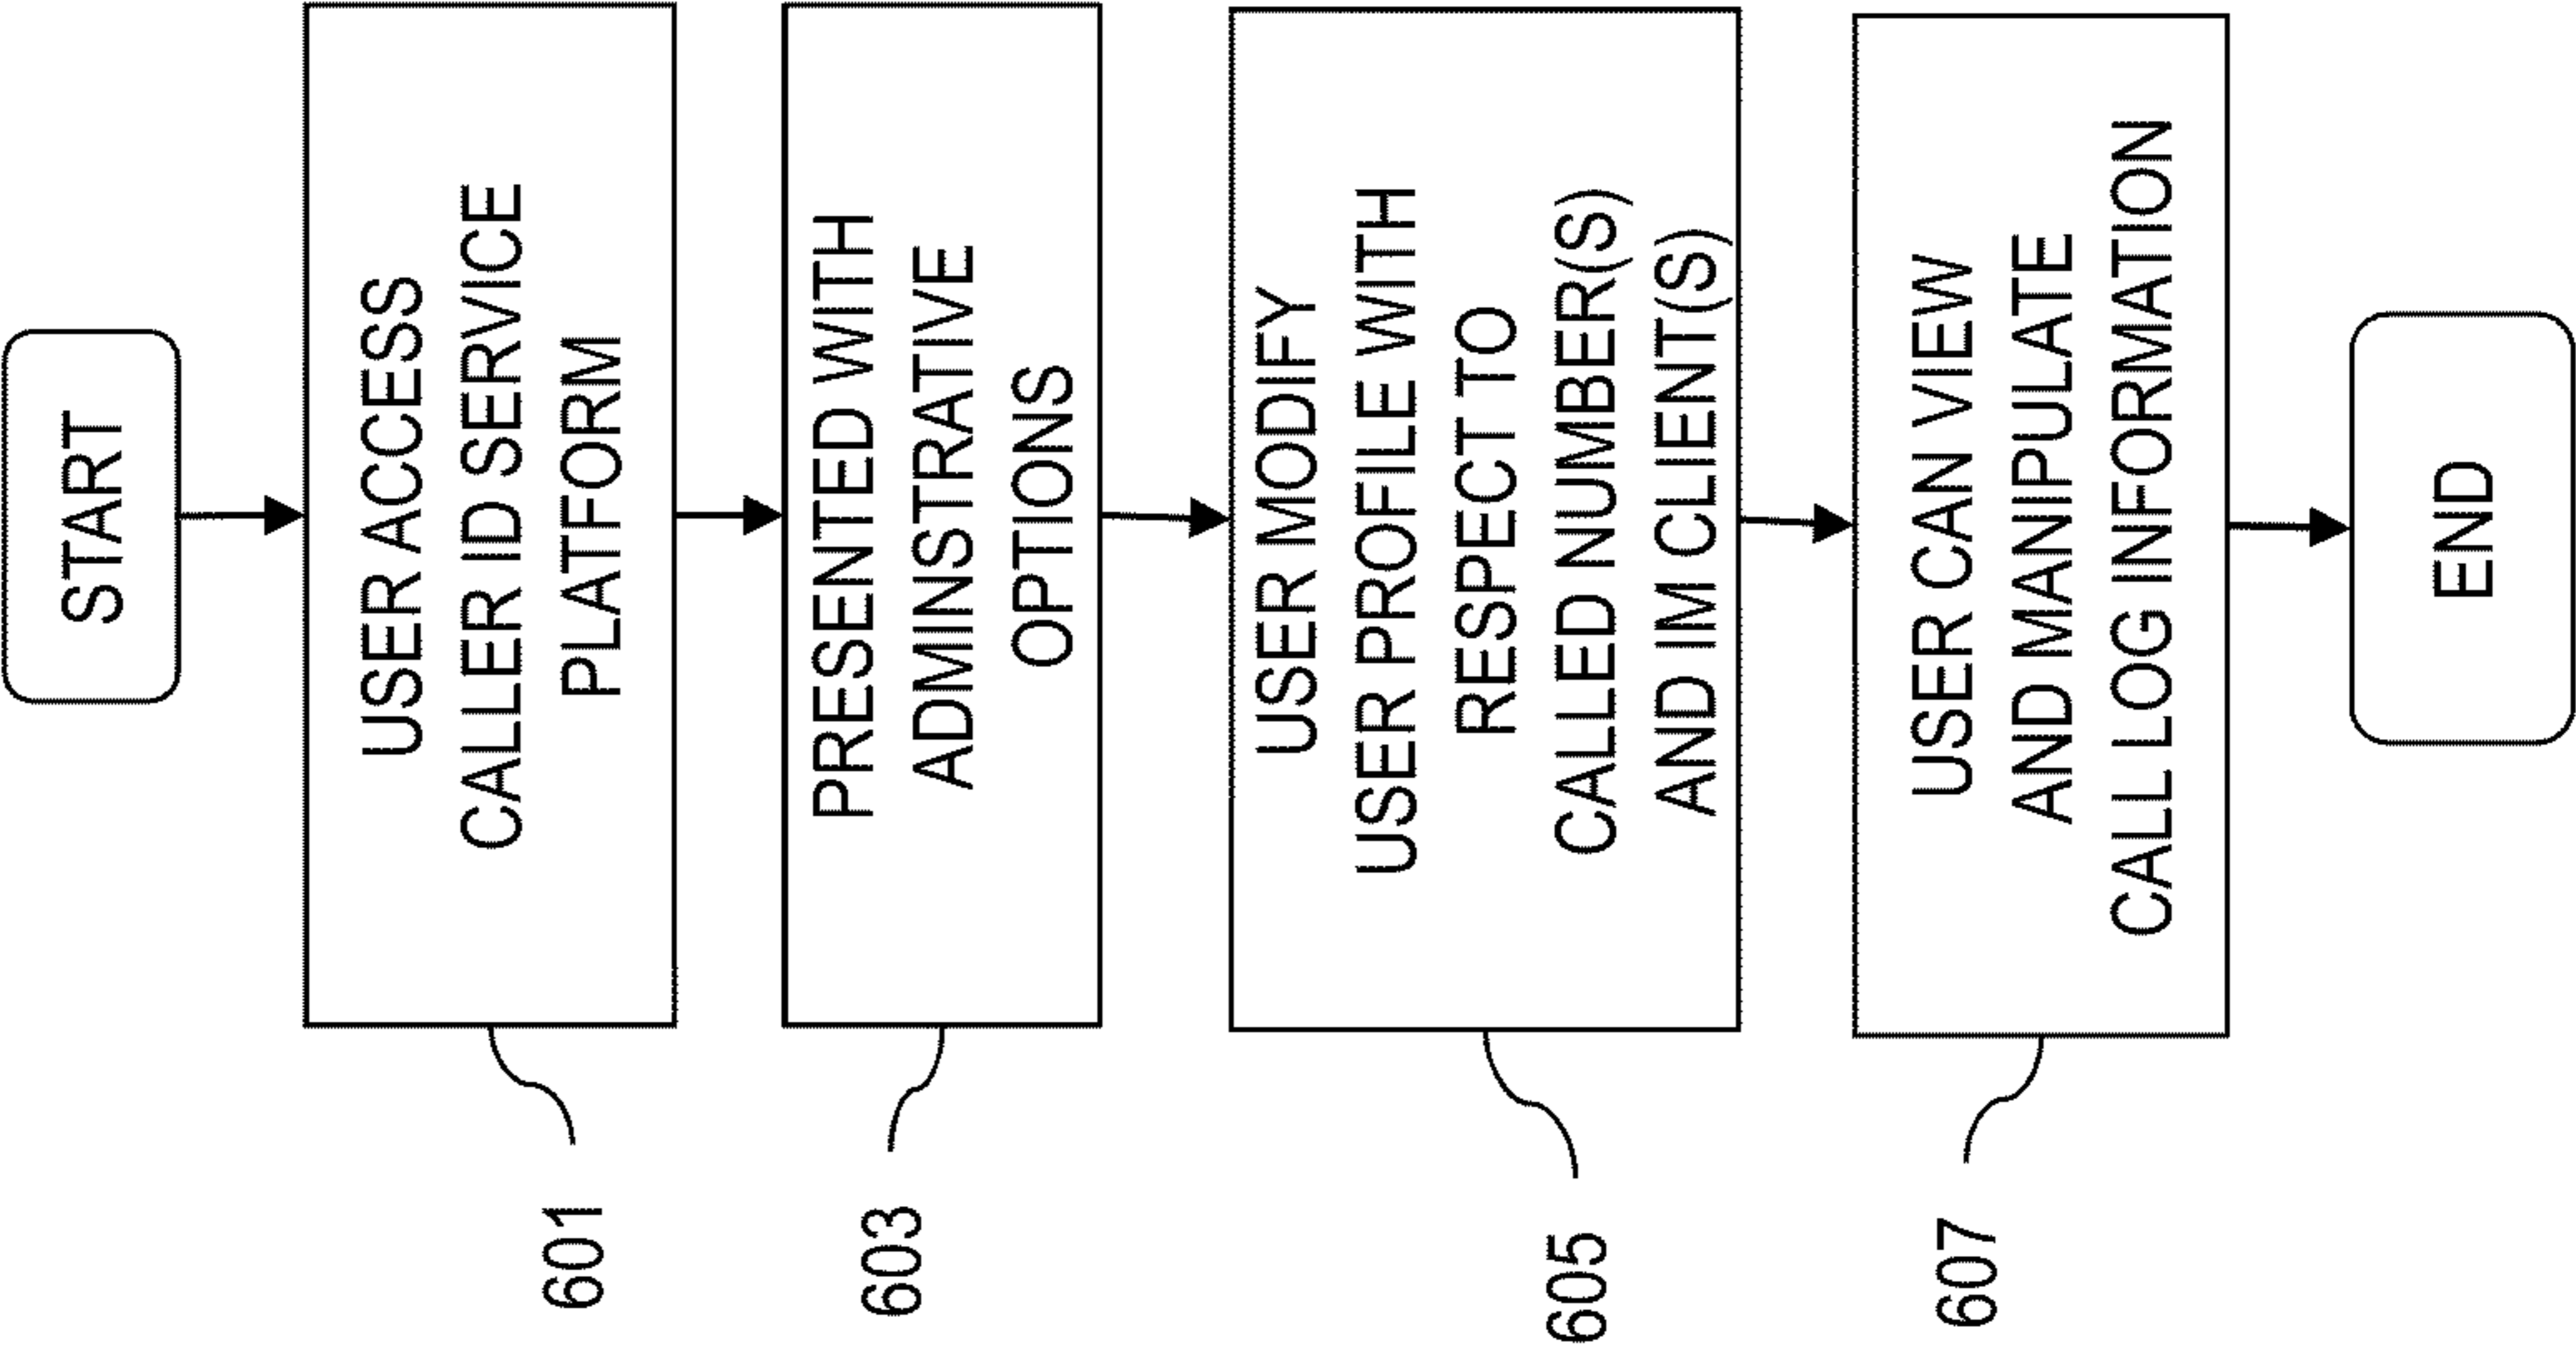 START
USER ACCESS
CALLER ID SERVICE
PLATFORM
601
PRESENTED WITH
ADMINSTRATIVE
OPTIONS
603
USER MODIFY
USER PROFILE WITH
RESPECT TO
CALLED NUMBER(S)
AND IM CLIENT(S)
605
USER CAN VIEW
AND MANIPULATE
CALL LOG INFORMATION
607
END